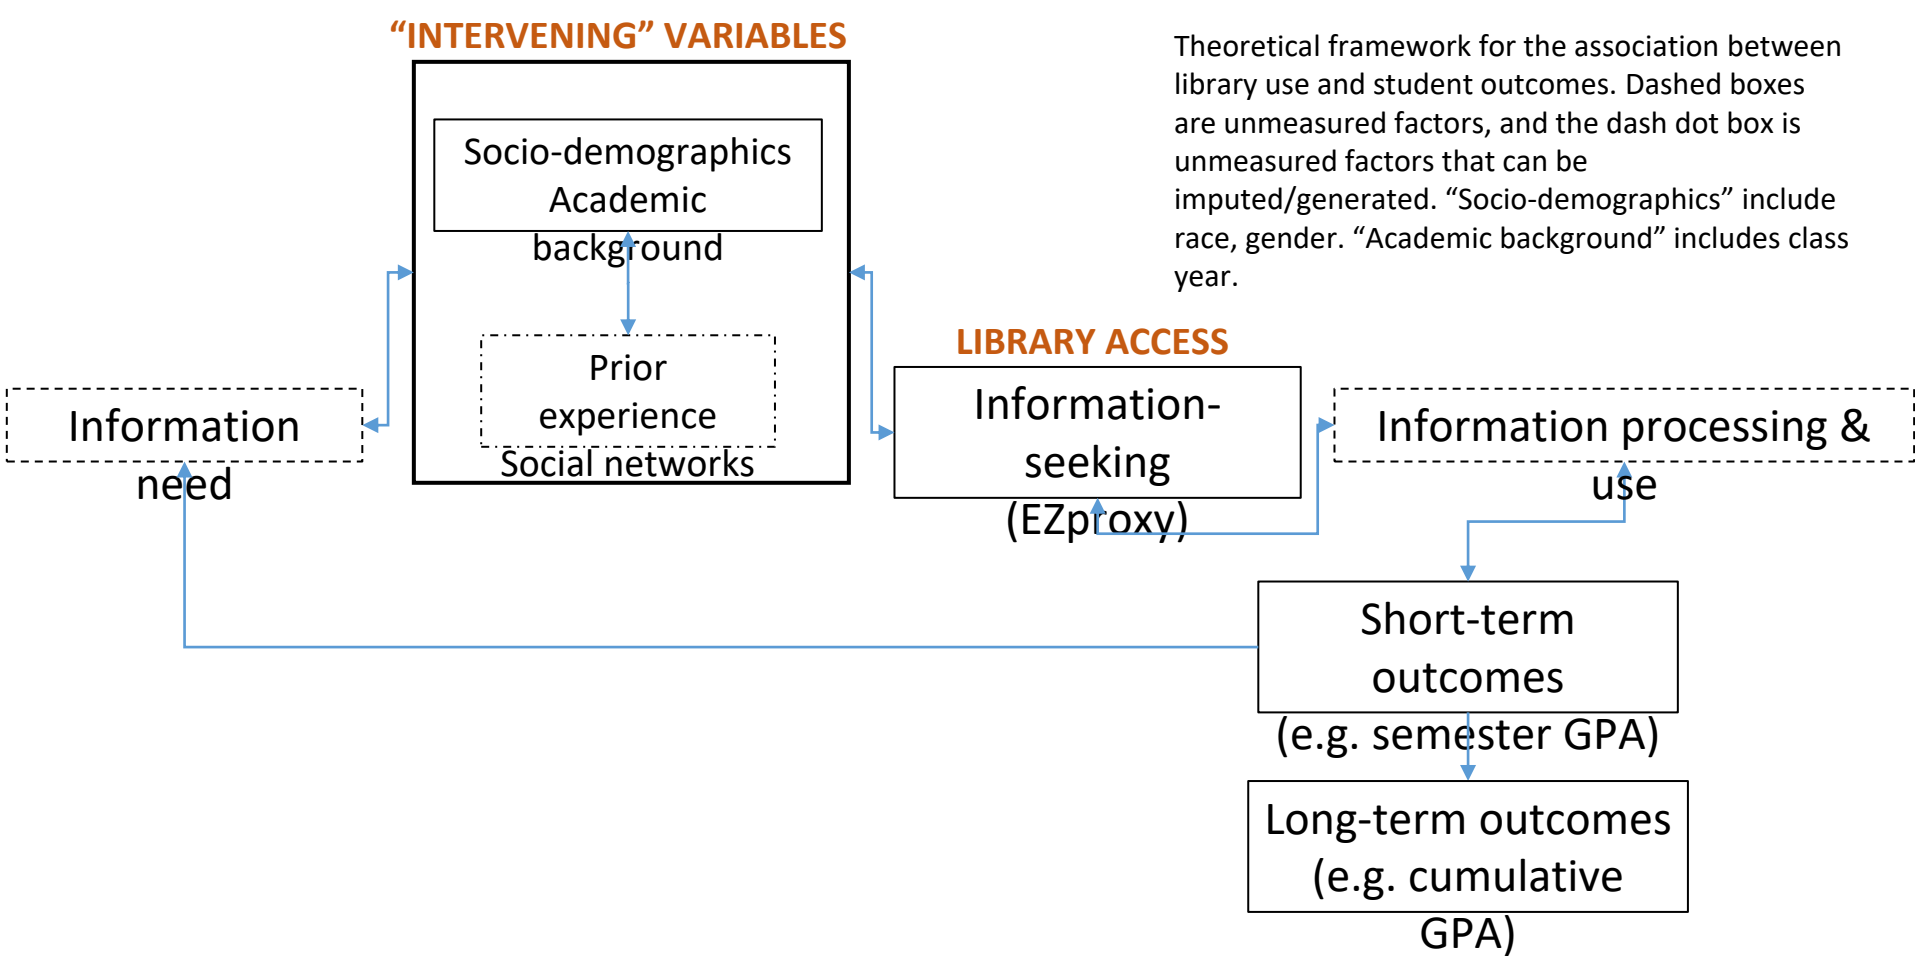 “INTERVENING” VARIABLES
Theoretical framework for the association between
library use and student outcomes. Dashed boxes
are unmeasured factors, and the dash dot box is
unmeasured factors that can be
imputed/generated. “Socio-demographics” include
race, gender. “Academic background” includes class
year.
Socio-demographics
Academic
background
Prior
experience
Social networks
Information
need
LIBRARY ACCESS
Information-
seeking
(EZproxy)
Information processing &
use
Short-term
outcomes
(e.g. semester GPA)
Long-term outcomes
(e.g. cumulative
GPA)